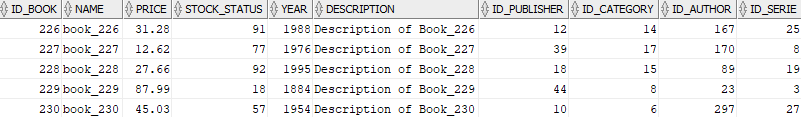 ID_BOOK NAME PRICE STOCK_STATUS YEAR DESCRIPTION ID_PUBLISHER ID_CATEGORY ID_AUTHOR ID_SERIE
226 book_226 31.28 91 1988 Description of Book_226 12 14 167 25
227 book_227 12.62 77 1976 Description of Book_227 39 17 170 8
228 book_228 27.66 92 1995 Description of Book_228 18 15 89 19
229 book_229 87.99 18 1884 Description of Book_229 44 8 23 3
230 book_230 45.03 57 1954 Description of Book_230 10 6 297 27